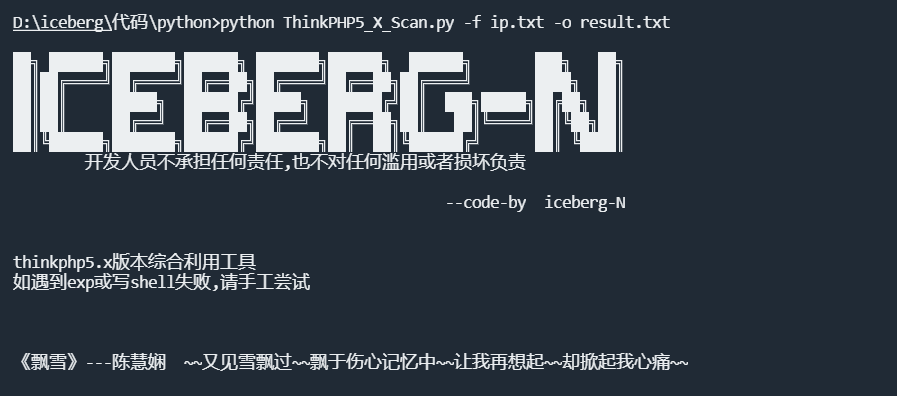 D:\iceberg\代码\python>python ThinkPHP5_X_Scan.py -f ip.txt -o result.txt
ICEBERG-N
开发人员不承担任何责任,也不对任何滥用或者损坏负责
--code-by  iceberg-N
thinkphp5.x版本综合利用工具
如遇到exp或写shell失败,请手工尝试
《飘雪》---陈慧娴  ~~又见雪飘过~~飘于伤心记忆中~~让我再想起~~却掀起我心痛~~